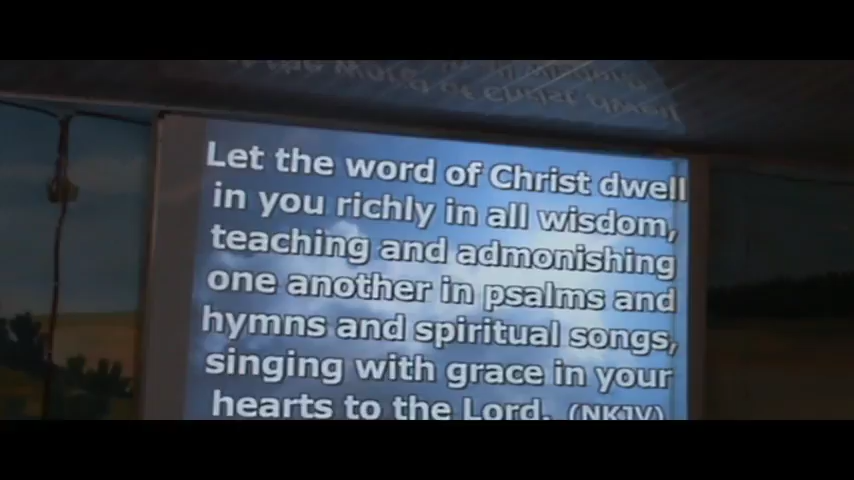 Let the word of Christ dwell
in you richly in all wisdom,
teaching and admonishing
one another in psalms and
hymns and spiritual songs,
singing with grace in your
hearts to the Lord. (NKJV)